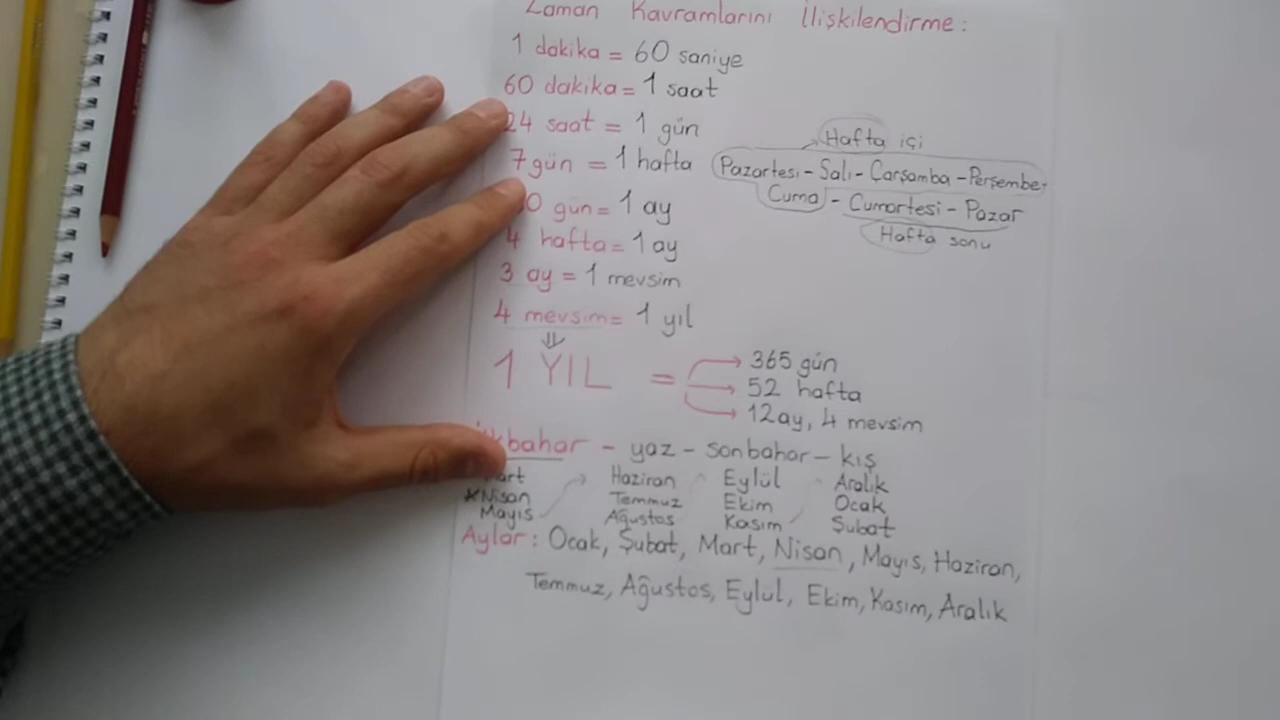 Zaman Kavramlarını İlişkilendirme:
1 dakika = 60 saniye
60 dakika = 1 saat
24 saat = 1 gün
7 gün = 1 hafta
0 gün = 1 ay
4 hafta = 1 ay
3 ay = 1 mevsim
4 mevsim = 1 yıl
Hafta içi
Pazartesi - Salı - Çarşamba - Perşembe,
Cuma - Cumartesi - Pazar
Hafta sonu
⇓
1 YIL = → 365 gün
→ 52 hafta
→ 12 ay, 4 mevsim
İlkbahar - yaz - sonbahar - kış
Mart Haziran Eylül Aralık
*Nisan Temmuz Ekim Ocak
Mayıs Ağustos Kasım Şubat
Aylar: Ocak, Şubat, Mart, Nisan, Mayıs, Haziran,
Temmuz, Ağustos, Eylül, Ekim, Kasım, Aralık